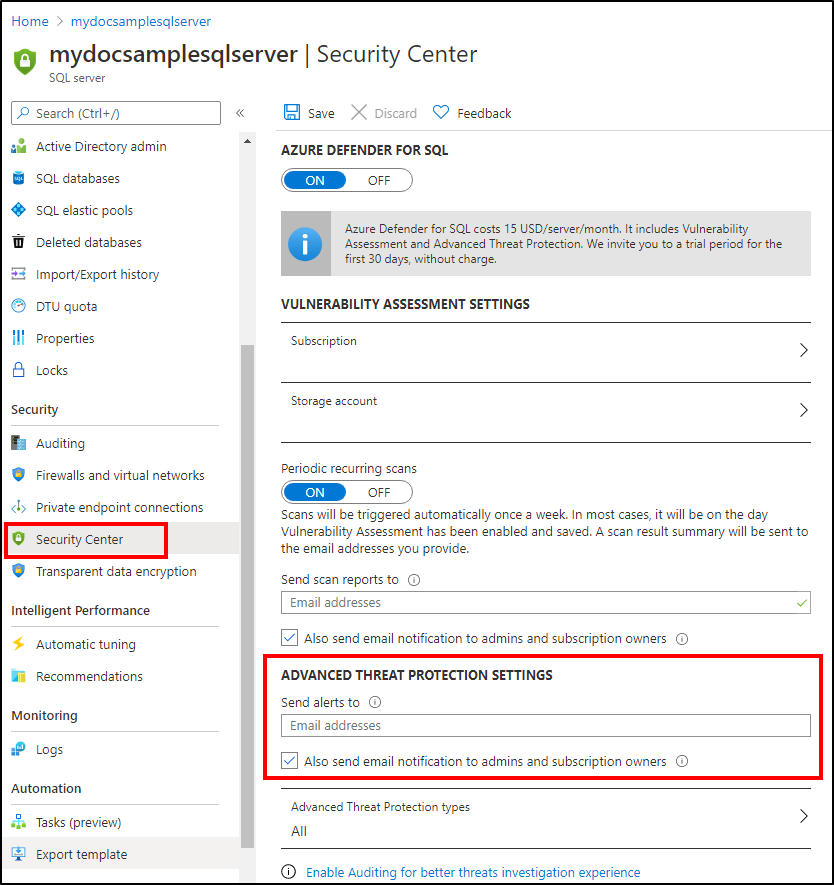 Home > mydocsamplesqlserver
mydocsamplesqlserver | Security Center
SQL server
Search (Ctrl+/)
«
Active Directory admin
SQL databases
SQL elastic pools
Deleted databases
Import/Export history
DTU quota
Properties
Locks
Security
Auditing
Firewalls and virtual networks
Private endpoint connections
Security Center
Transparent data encryption
Intelligent Performance
Automatic tuning
Recommendations
Monitoring
Logs
Automation
Tasks (preview)
Export template
Save Discard Feedback
AZURE DEFENDER FOR SQL
ON OFF
Azure Defender for SQL costs 15 USD/server/month. It includes Vulnerability
Assessment and Advanced Threat Protection. We invite you to a trial period for the
first 30 days, without charge.
VULNERABILITY ASSESSMENT SETTINGS
Subscription
Storage account
Periodic recurring scans
ON OFF
Scans will be triggered automatically once a week. In most cases, it will be on the day
Vulnerability Assessment has been enabled and saved. A scan result summary will be sent to
the email addresses you provide.
Send scan reports to
Email addresses
Also send email notification to admins and subscription owners
ADVANCED THREAT PROTECTION SETTINGS
Send alerts to
Email addresses
Also send email notification to admins and subscription owners
Advanced Threat Protection types
All
Enable Auditing for better threats investigation experience